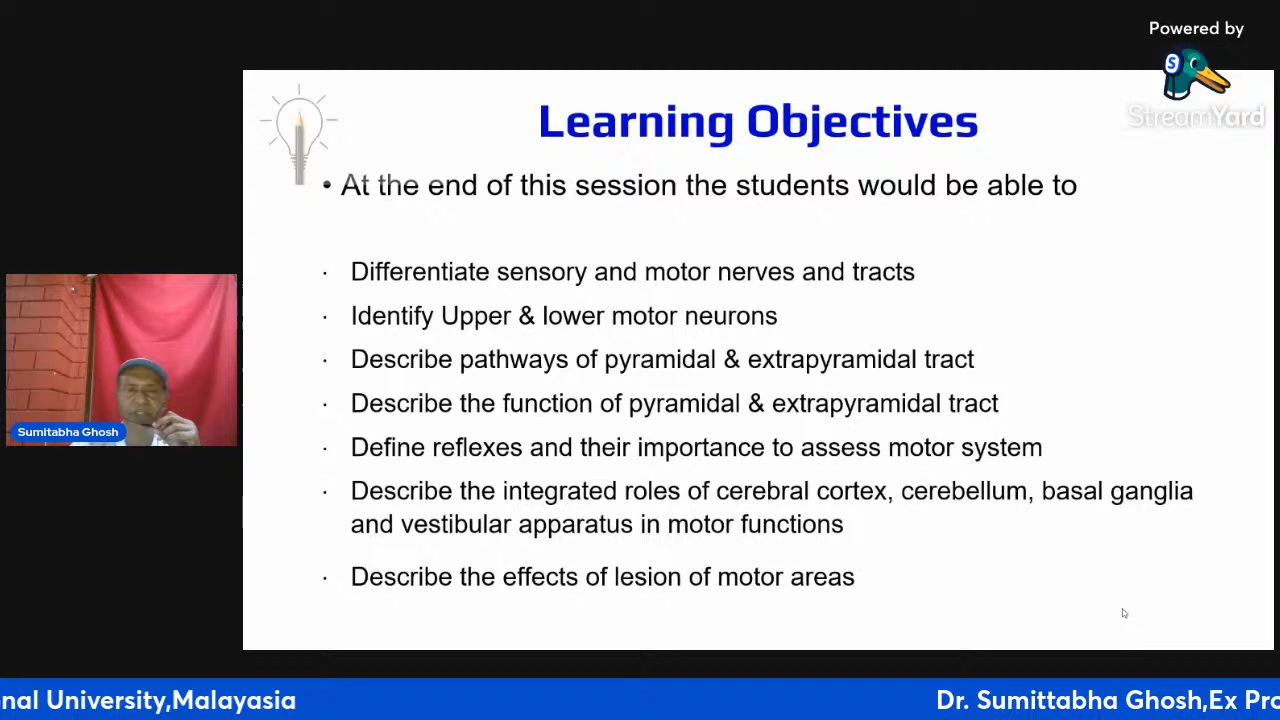 Powered by
S
StreamYard
Learning Objectives
• At the end of this session the students would be able to
· Differentiate sensory and motor nerves and tracts
· Identify Upper & lower motor neurons
· Describe pathways of pyramidal & extrapyramidal tract
· Describe the function of pyramidal & extrapyramidal tract
· Define reflexes and their importance to assess motor system
· Describe the integrated roles of cerebral cortex, cerebellum, basal ganglia
and vestibular apparatus in motor functions
· Describe the effects of lesion of motor areas
Sumitabha Ghosh
onal University,Malayasia
Dr. Sumittabha Ghosh,Ex Pro